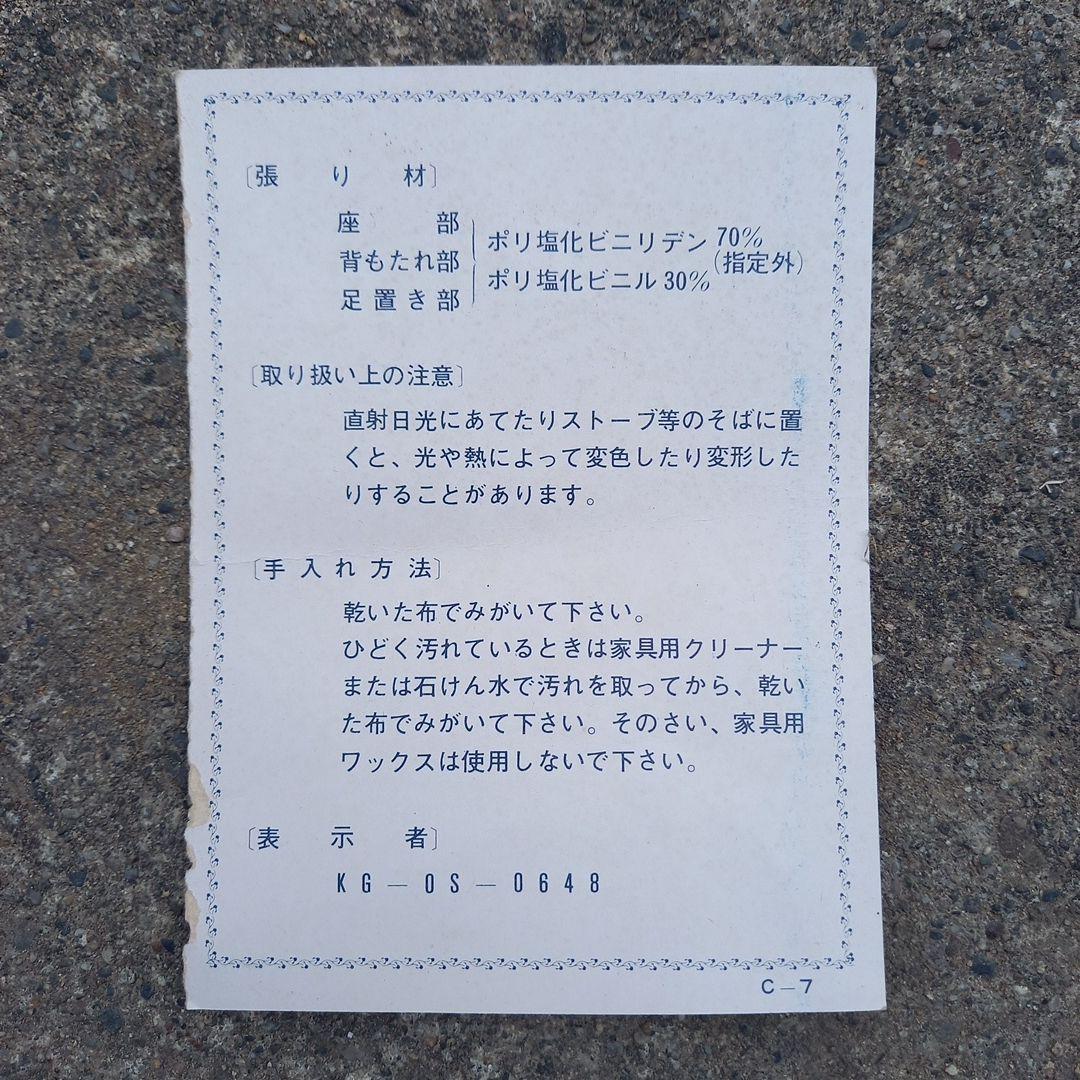 〔張り材〕
座部
背もたれ部
足置き部
ポリ塩化ビニリデン 70%
ポリ塩化ビニル 30%
(指定外)
〔取り扱い上の注意〕
直射日光にあてたりストーブ等のそばに置
くと、光や熱によって変色したり変形した
りすることがあります。
〔手入れ方法〕
乾いた布でみがいて下さい。
ひどく汚れているときは家具用クリーナー
または石けん水で汚れを取ってから、乾い
た布でみがいて下さい。そのさい、家具用
ワックスは使用しないで下さい。
〔表示者〕
KG-OS-0648
C-7